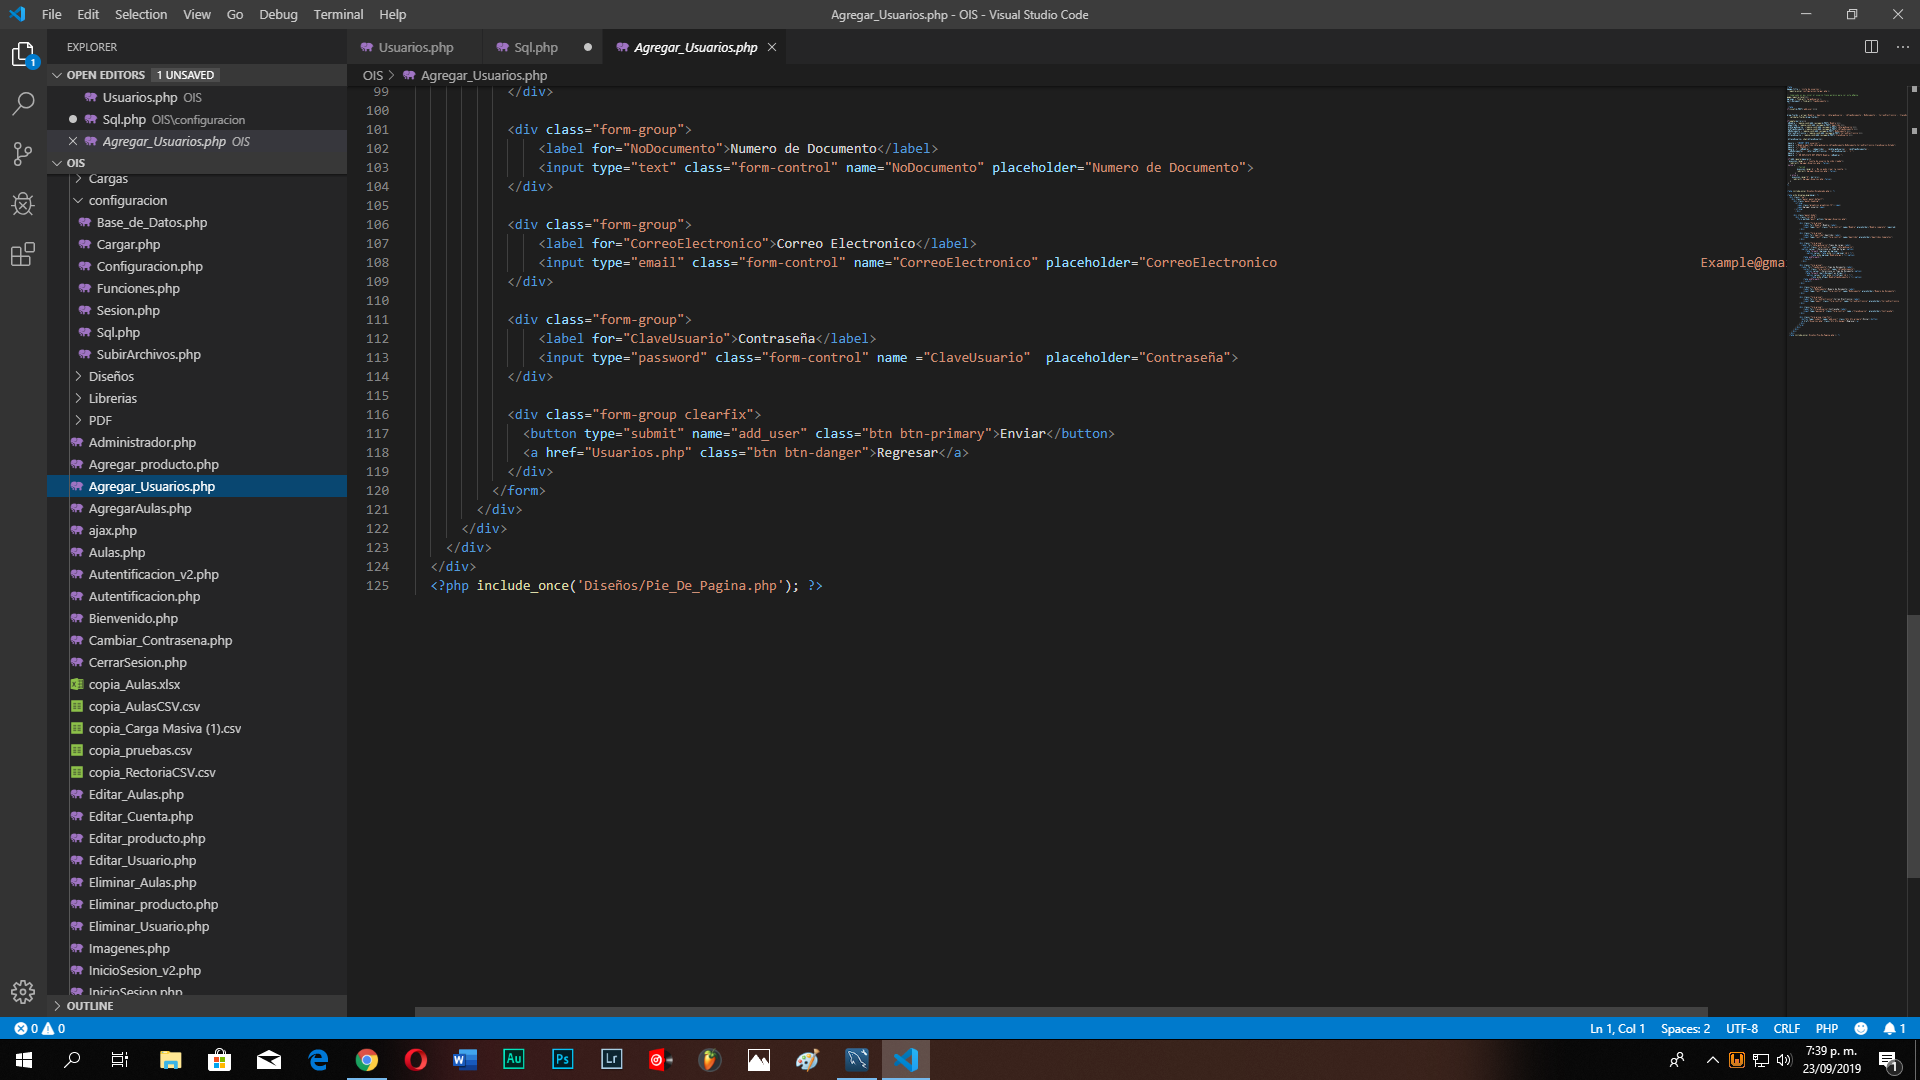 File Edit Selection View Go Debug Terminal Help
Agregar_Usuarios.php - OIS - Visual Studio Code
EXPLORER
OPEN EDITORS 1 UNSAVED
Usuarios.php OIS
Sql.php OIS\configuracion
Agregar_Usuarios.php OIS
OIS
Cargas
configuracion
Base_de_Datos.php
Cargar.php
Configuracion.php
Funciones.php
Sesion.php
Sql.php
SubirArchivos.php
Diseños
Librerias
PDF
Administrador.php
Agregar_producto.php
Agregar_Usuarios.php
AgregarAulas.php
ajax.php
Aulas.php
Autentificacion_v2.php
Autentificacion.php
Bienvenido.php
Cambiar_Contrasena.php
CerrarSesion.php
copia_Aulas.xlsx
copia_AulasCSV.csv
copia_Carga Masiva (1).csv
copia_pruebas.csv
copia_RectoriaCSV.csv
Editar_Aulas.php
Editar_Cuenta.php
Editar_producto.php
Editar_Usuario.php
Eliminar_Aulas.php
Eliminar_producto.php
Eliminar_Usuario.php
Imagenes.php
InicioSesion_v2.php
InicioSesion.php
OUTLINE
Usuarios.php Sql.php Agregar_Usuarios.php
OIS > Agregar_Usuarios.php
99 </div>
100
101 <div class="form-group">
102 <label for="NoDocumento">Numero de Documento</label>
103 <input type="text" class="form-control" name="NoDocumento" placeholder="Numero de Documento">
104 </div>
105
106 <div class="form-group">
107 <label for="CorreoElectronico">Correo Electronico</label>
108 <input type="email" class="form-control" name="CorreoElectronico" placeholder="CorreoElectronico Example@gma
109 </div>
110
111 <div class="form-group">
112 <label for="ClaveUsuario">Contraseña</label>
113 <input type="password" class="form-control" name ="ClaveUsuario" placeholder="Contraseña">
114 </div>
115
116 <div class="form-group clearfix">
117 <button type="submit" name="add_user" class="btn btn-primary">Enviar</button>
118 <a href="Usuarios.php" class="btn btn-danger">Regresar</a>
119 </div>
120 </form>
121 </div>
122 </div>
123 </div>
124 </div>
125 <?php include_once('Diseños/Pie_De_Pagina.php'); ?>
0 0
Ln 1, Col 1 Spaces: 2 UTF-8 CRLF PHP 1
7:39 p. m.
23/09/2019